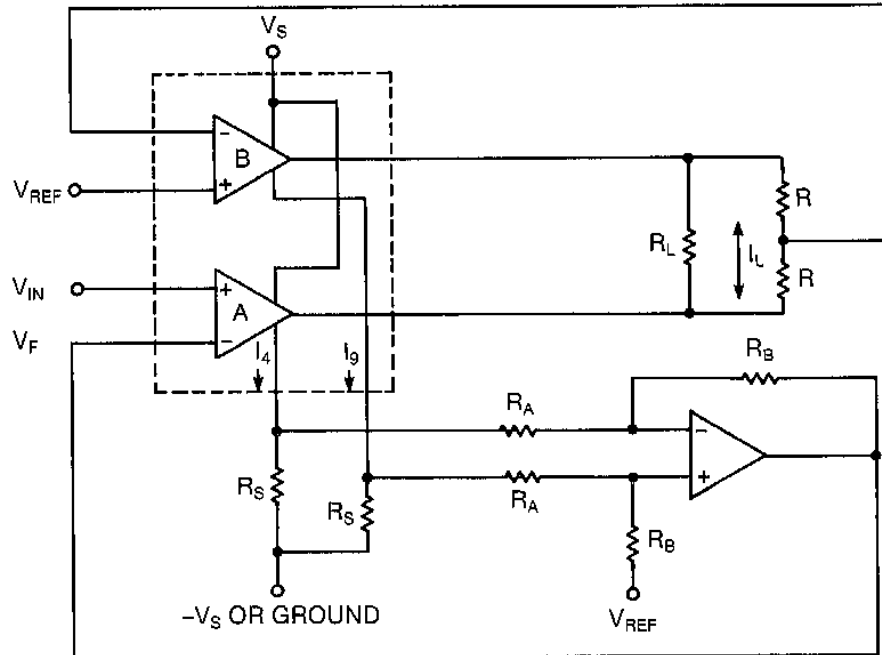 V_S
−
B
+
V_REF
R
R_L
I_L
R
V_IN
+
A
−
V_F
I_4
I_9
R_B
R_A
−
+
R_A
R_S
R_S
R_B
–V_S OR GROUND
V_REF